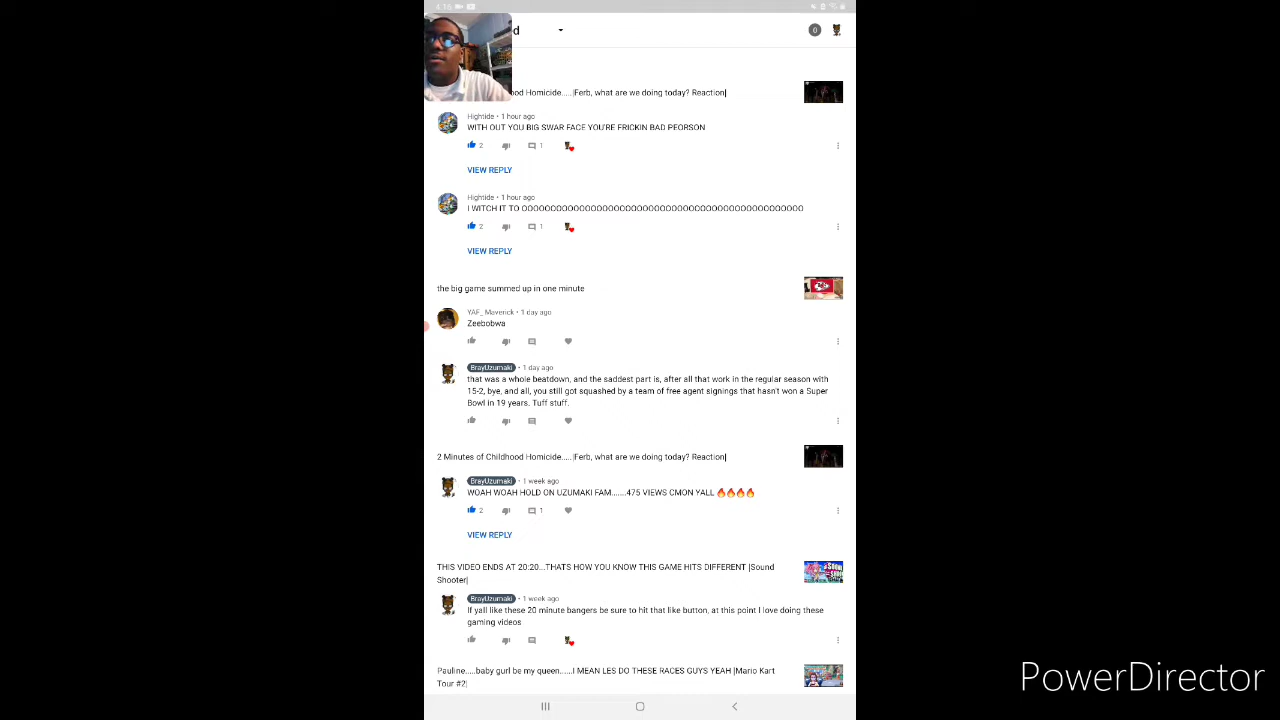 4:16
d
0
ood Homicide.....|Ferb, what are we doing today? Reaction|
Hightide • 1 hour ago
WITH OUT YOU BIG SWAR FACE YOU'RE FRICKIN BAD PEORSON
2 1
VIEW REPLY
Hightide • 1 hour ago
I WITCH IT TO OOOOOOOOOOOOOOOOOOOOOOOOOOOOOOOOOOOOOOOOOOOOOOOO
2 1
VIEW REPLY
the big game summed up in one minute
YAF_ Maverick • 1 day ago
Zeebobwa
BrayUzumaki • 1 day ago
that was a whole beatdown, and the saddest part is, after all that work in the regular season with
15-2, bye, and all, you still got squashed by a team of free agent signings that hasn't won a Super
Bowl in 19 years. Tuff stuff.
2 Minutes of Childhood Homicide.....|Ferb, what are we doing today? Reaction|
BrayUzumaki • 1 week ago
WOAH WOAH HOLD ON UZUMAKI FAM.......475 VIEWS CMON YALL 🔥🔥🔥🔥
2 1
VIEW REPLY
THIS VIDEO ENDS AT 20:20...THATS HOW YOU KNOW THIS GAME HITS DIFFERENT |Sound
Shooter|
BrayUzumaki • 1 week ago
If yall like these 20 minute bangers be sure to hit that like button, at this point I love doing these
gaming videos
Pauline.....baby gurl be my queen......I MEAN LES DO THESE RACES GUYS YEAH |Mario Kart
Tour #2|
PowerDirector